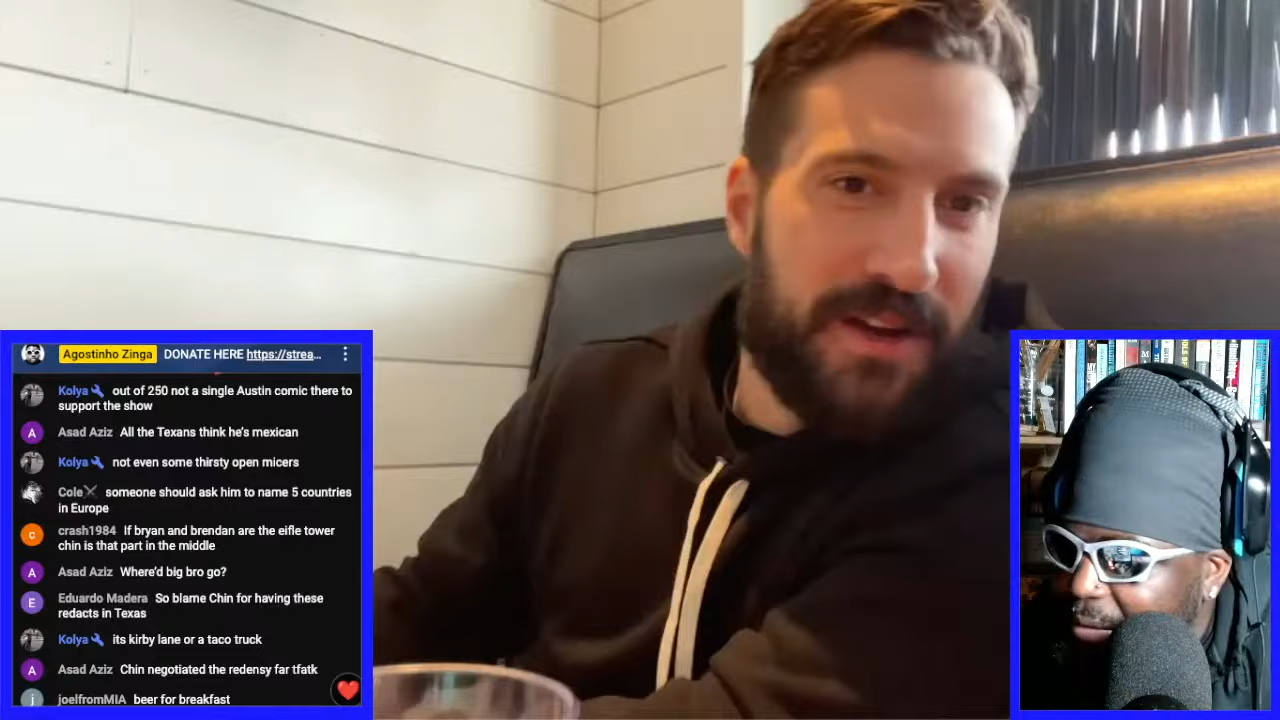 Agostinho Zinga DONATE HERE https://strea...
Kolya out of 250 not a single Austin comic there to
support the show
A Asad Aziz All the Texans think he's mexican
Kolya not even some thirsty open micers
Cole someone should ask him to name 5 countries
in Europe
c crash1984 If bryan and brendan are the eifle tower
chin is that part in the middle
A Asad Aziz Where'd big bro go?
E Eduardo Madera So blame Chin for having these
redacts in Texas
Kolya its kirby lane or a taco truck
A Asad Aziz Chin negotiated the redensy far tfatk
j joelfromMIA beer for breakfast